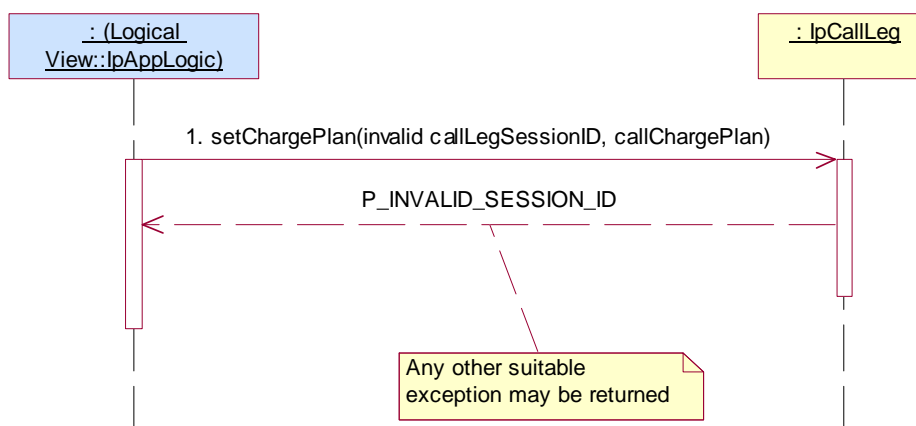 : (Logical
View::IpAppLogic)
: IpCallLeg
1. setChargePlan(invalid callLegSessionID, callChargePlan)
P_INVALID_SESSION_ID
Any other suitable
exception may be returned